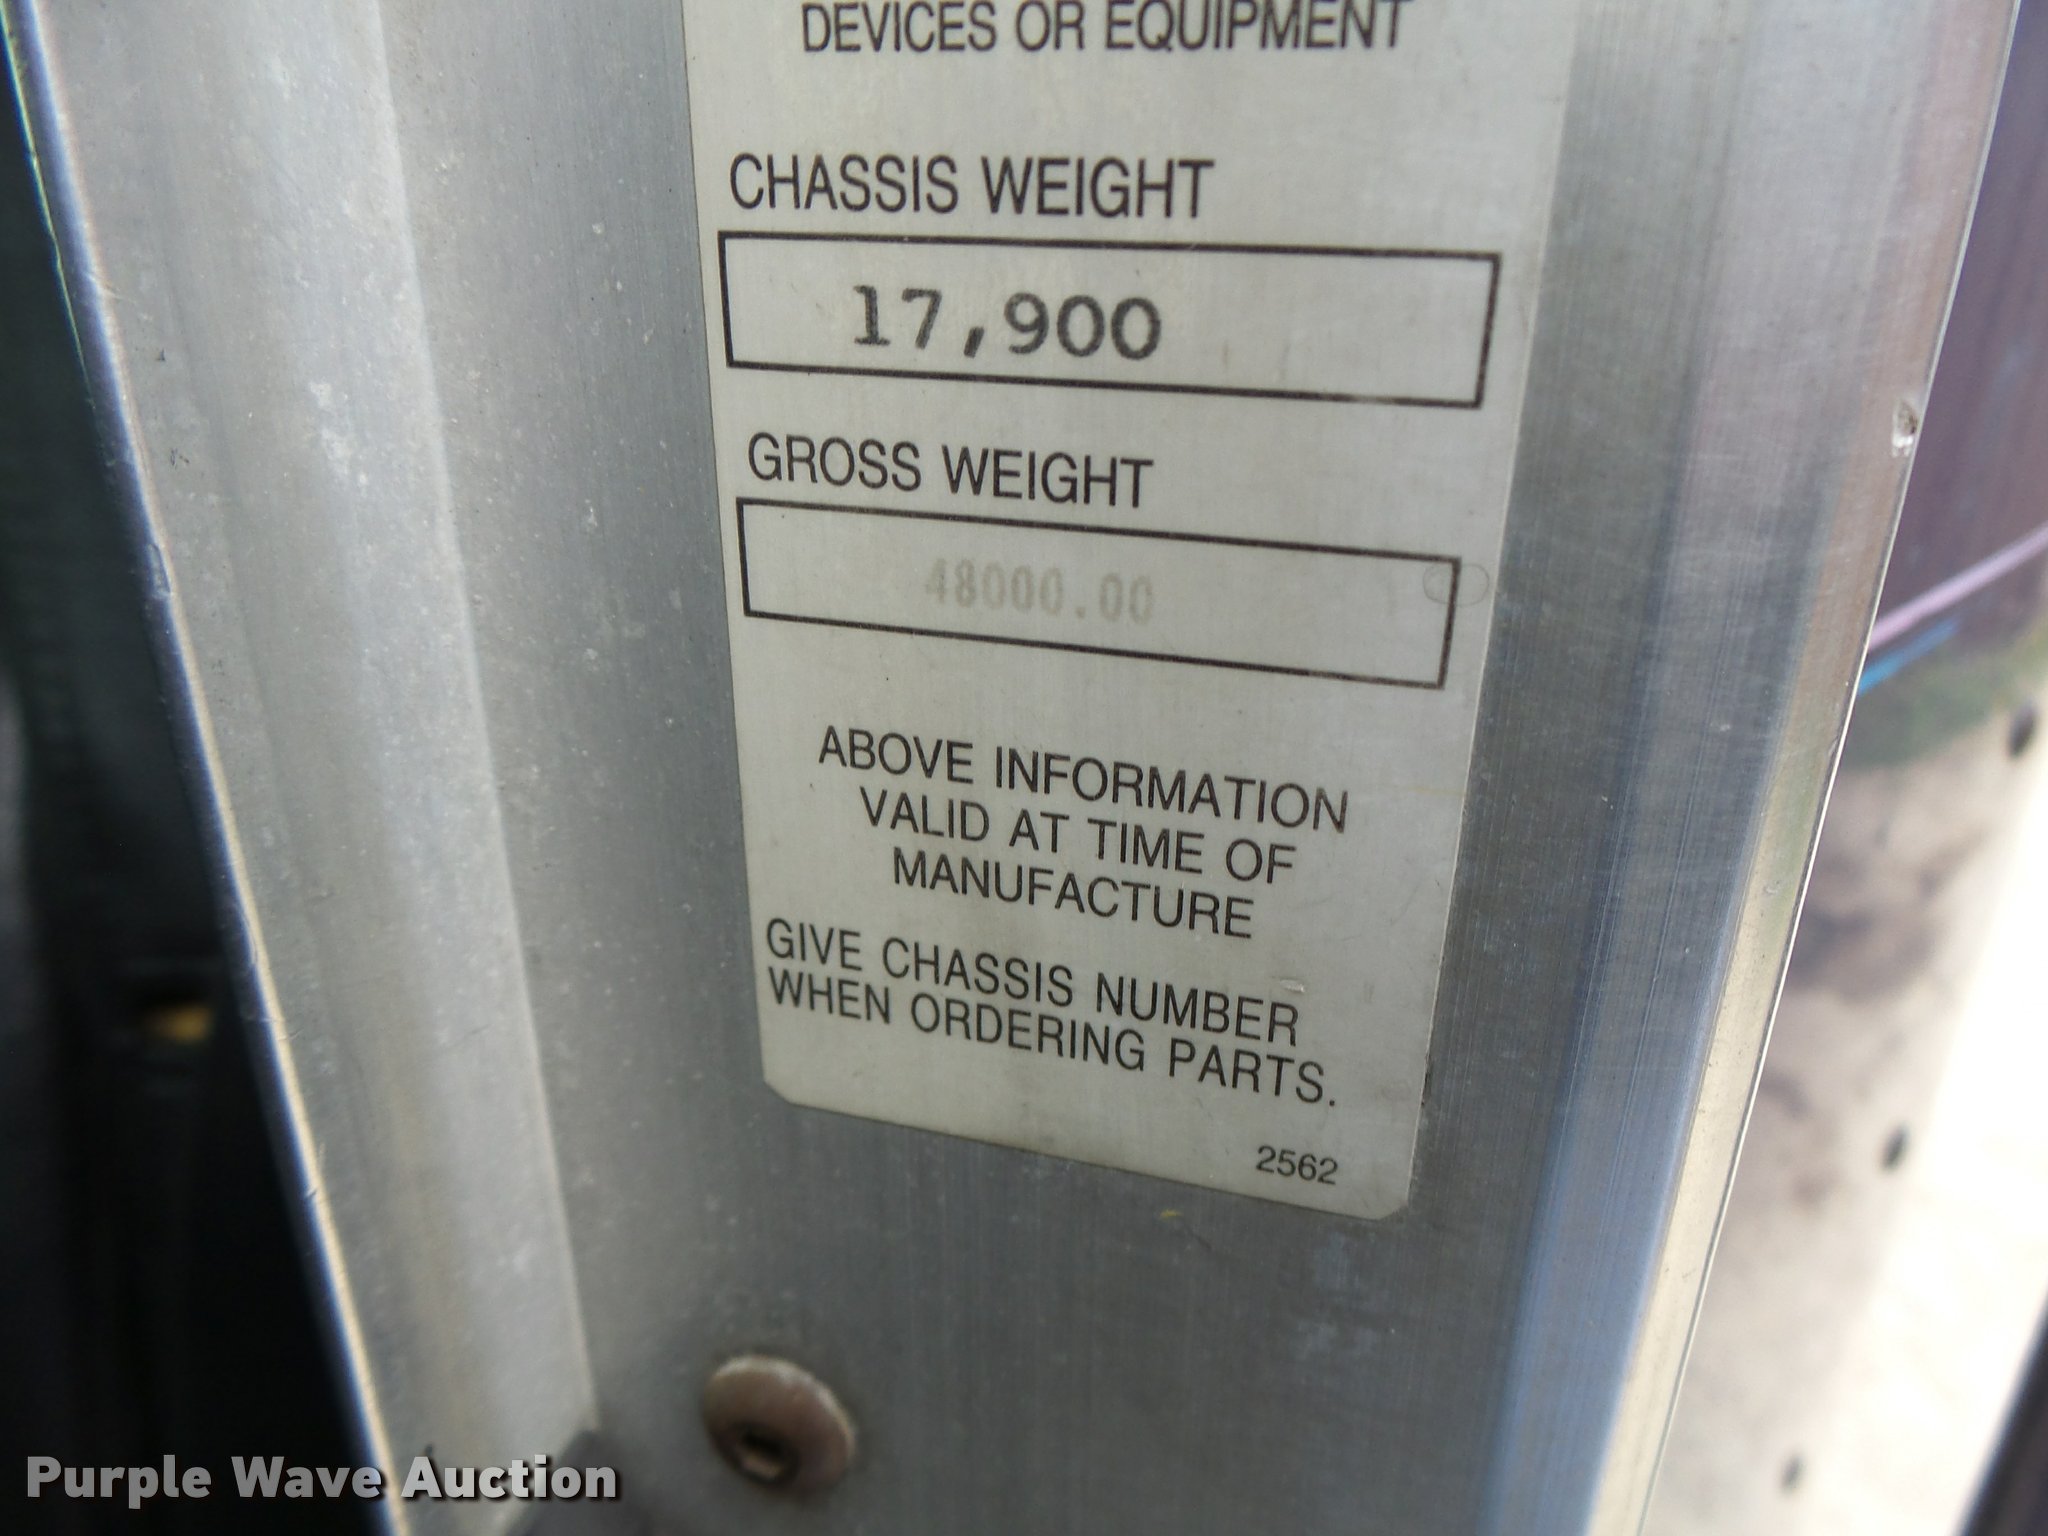 DEVICES OR EQUIPMENT
CHASSIS WEIGHT
17,900
GROSS WEIGHT
48000.00
ABOVE INFORMATION
VALID AT TIME OF
MANUFACTURE
GIVE CHASSIS NUMBER
WHEN ORDERING PARTS.
2562
Purple Wave Auction